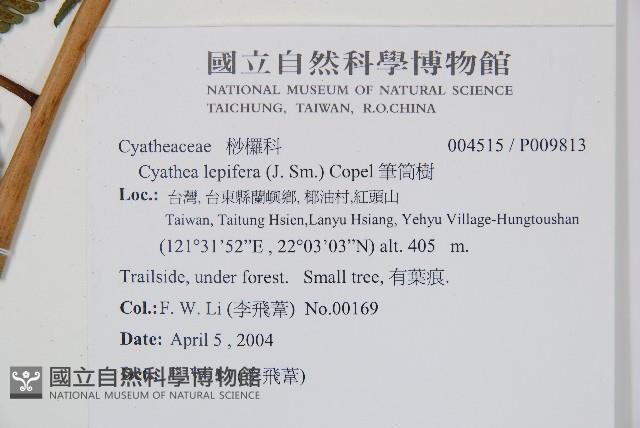 國立自然科學博物館
NATIONAL MUSEUM OF NATURAL SCIENCE
TAICHUNG, TAIWAN, R.O.CHINA
Cyatheaceae 桫欏科 004515 / P009813
Cyathea lepifera (J. Sm.) Copel 筆筒樹
Loc.: 台灣, 台東縣蘭嶼鄉, 椰油村,紅頭山
Taiwan, Taitung Hsien,Lanyu Hsiang, Yehyu Village-Hungtoushan
(121°31'52”E , 22°03'03”N) alt. 405 m.
Trailside, under forest. Small tree, 有葉痕.
Col.: F. W. Li (李飛葦) No.00169
Date: April 5 , 2004
飛葦)
國立自然科學博物館
NATIONAL MUSEUM OF NATURAL SCIENCE